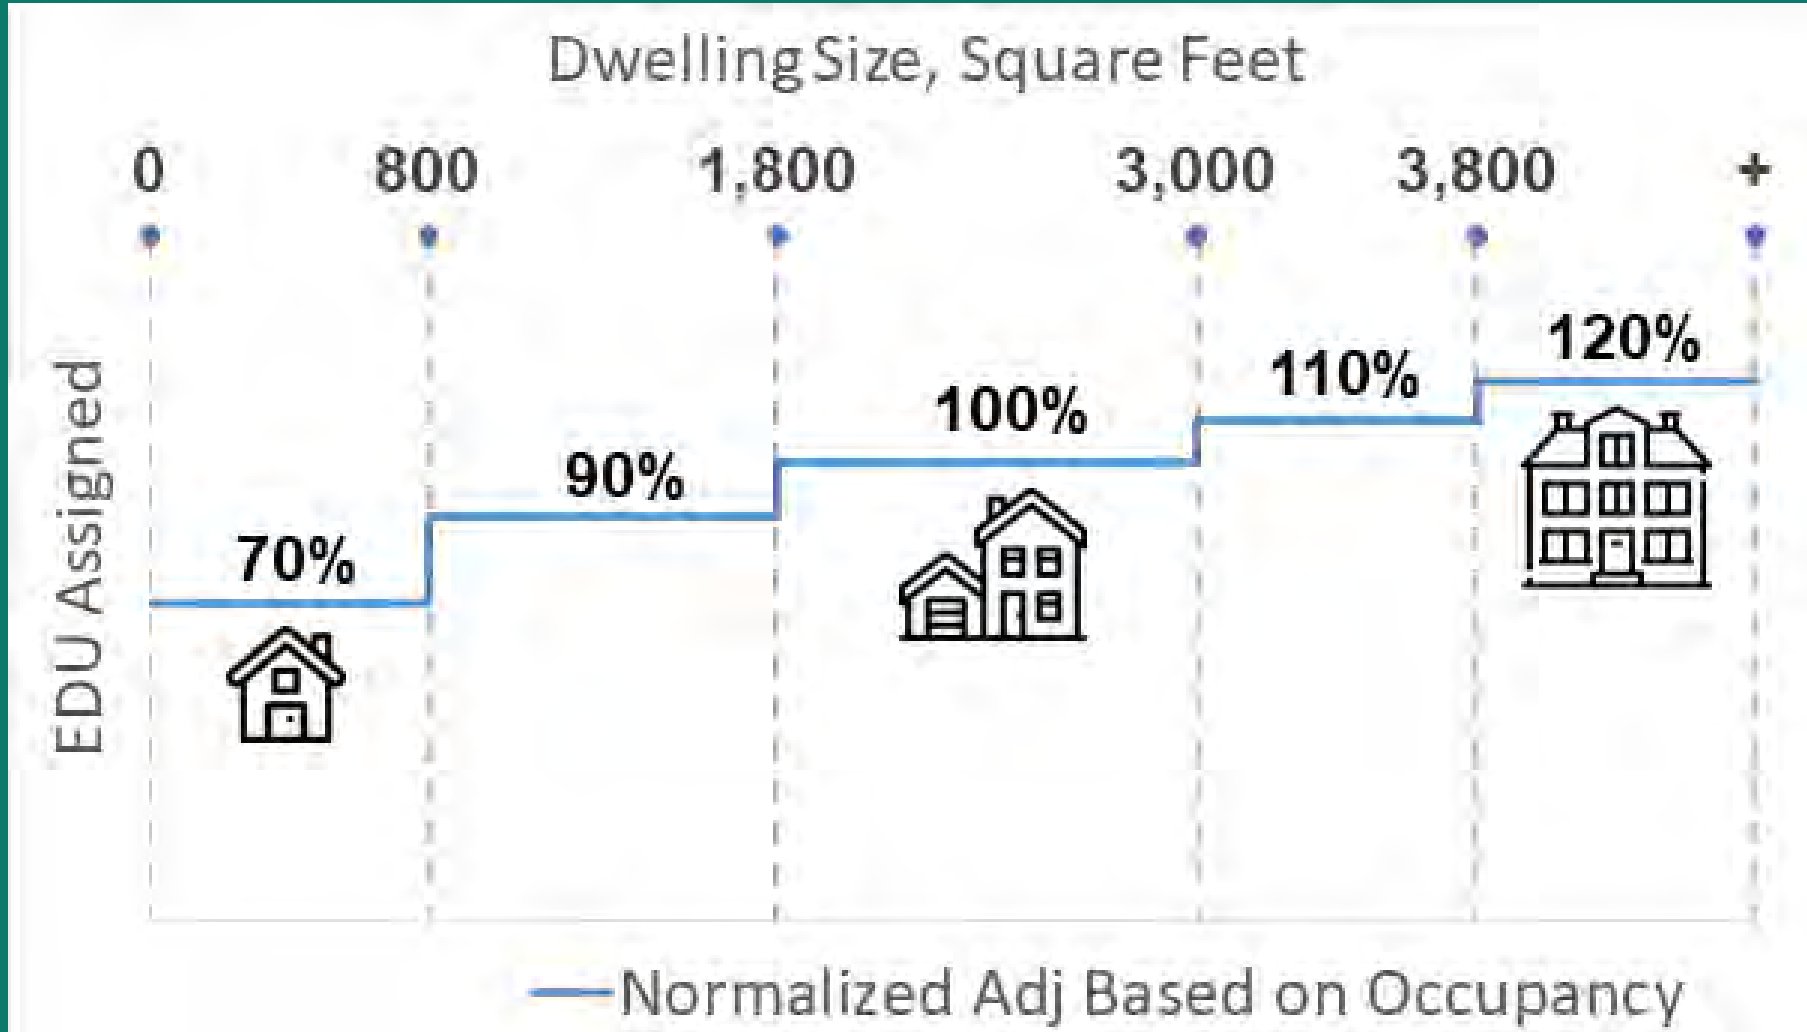 Dwelling Size, Square Feet
0 800 1,800 3,000 3,800 +
120%
110%
100%
90%
70%
EDU Assigned
Normalized Adj Based on Occupancy